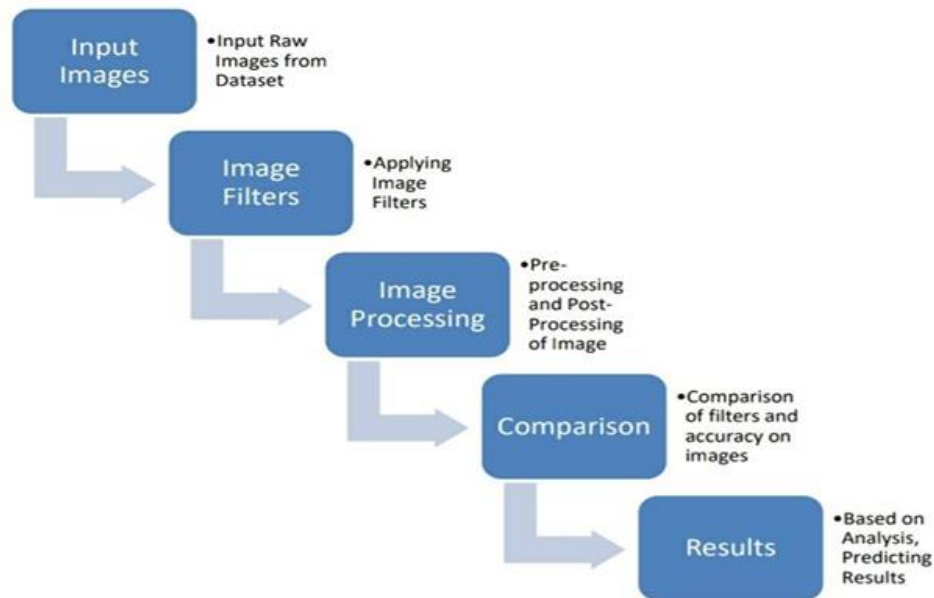 Input
Images
•Input Raw
Images from
Dataset
Image
Filters
•Applying
Image
Filters
Image
Processing
•Pre-
processing
and Post-
Processing
of Image
Comparison
•Comparison
of filters and
accuracy on
images
Results
•Based on
Analysis,
Predicting
Results